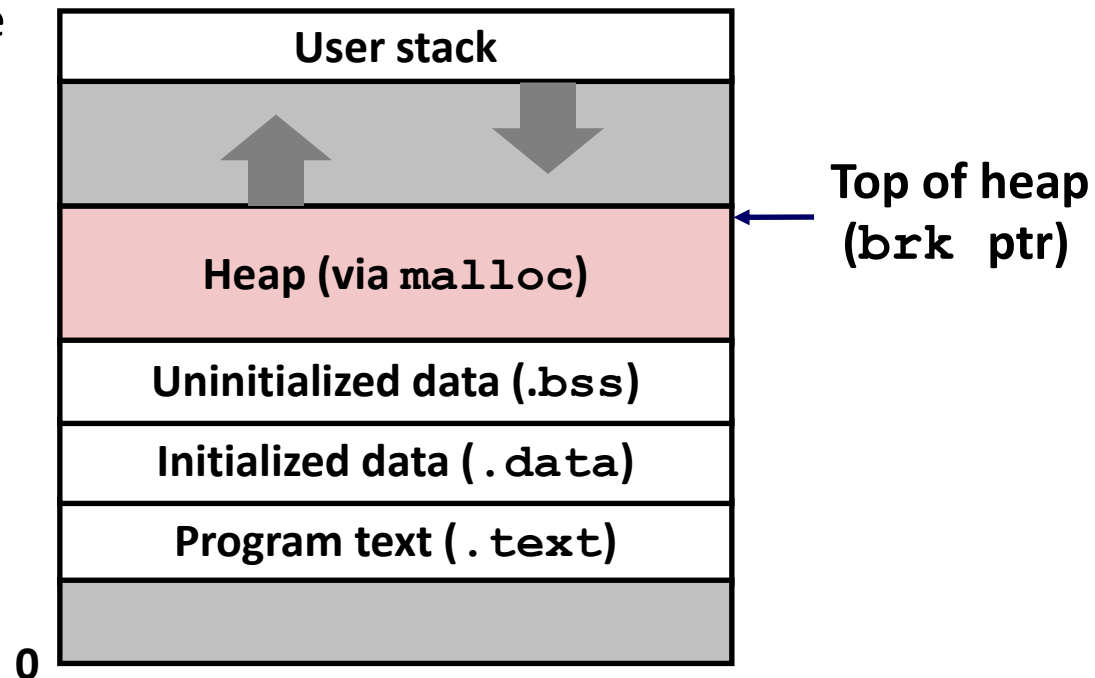 e
User stack
Top of heap
(brk ptr)
Heap (via malloc)
Uninitialized data (.bss)
Initialized data (.data)
Program text (.text)
0